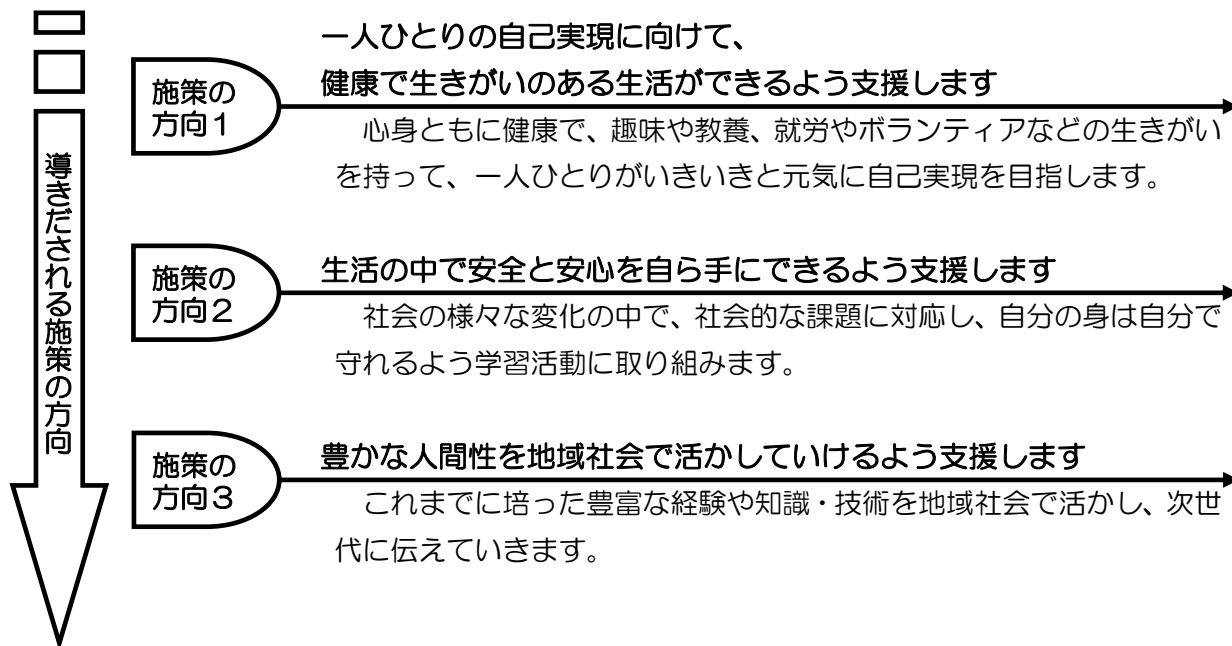 導きだされる施策の方向
施策の
方向1
一人ひとりの自己実現に向けて、
健康で生きがいのある生活ができるよう支援します
心身ともに健康で、趣味や教養、就労やボランティアなどの生きがい
を持って、一人ひとりがいきいきと元気に自己実現を目指します。
施策の
方向2
生活の中で安全と安心を自ら手にできるよう支援します
社会の様々な変化の中で、社会的な課題に対応し、自分の身は自分で
守れるよう学習活動に取り組みます。
施策の
方向3
豊かな人間性を地域社会で活かしていけるよう支援します
これまでに培った豊富な経験や知識・技術を地域社会で活かし、次世
代に伝えていきます。